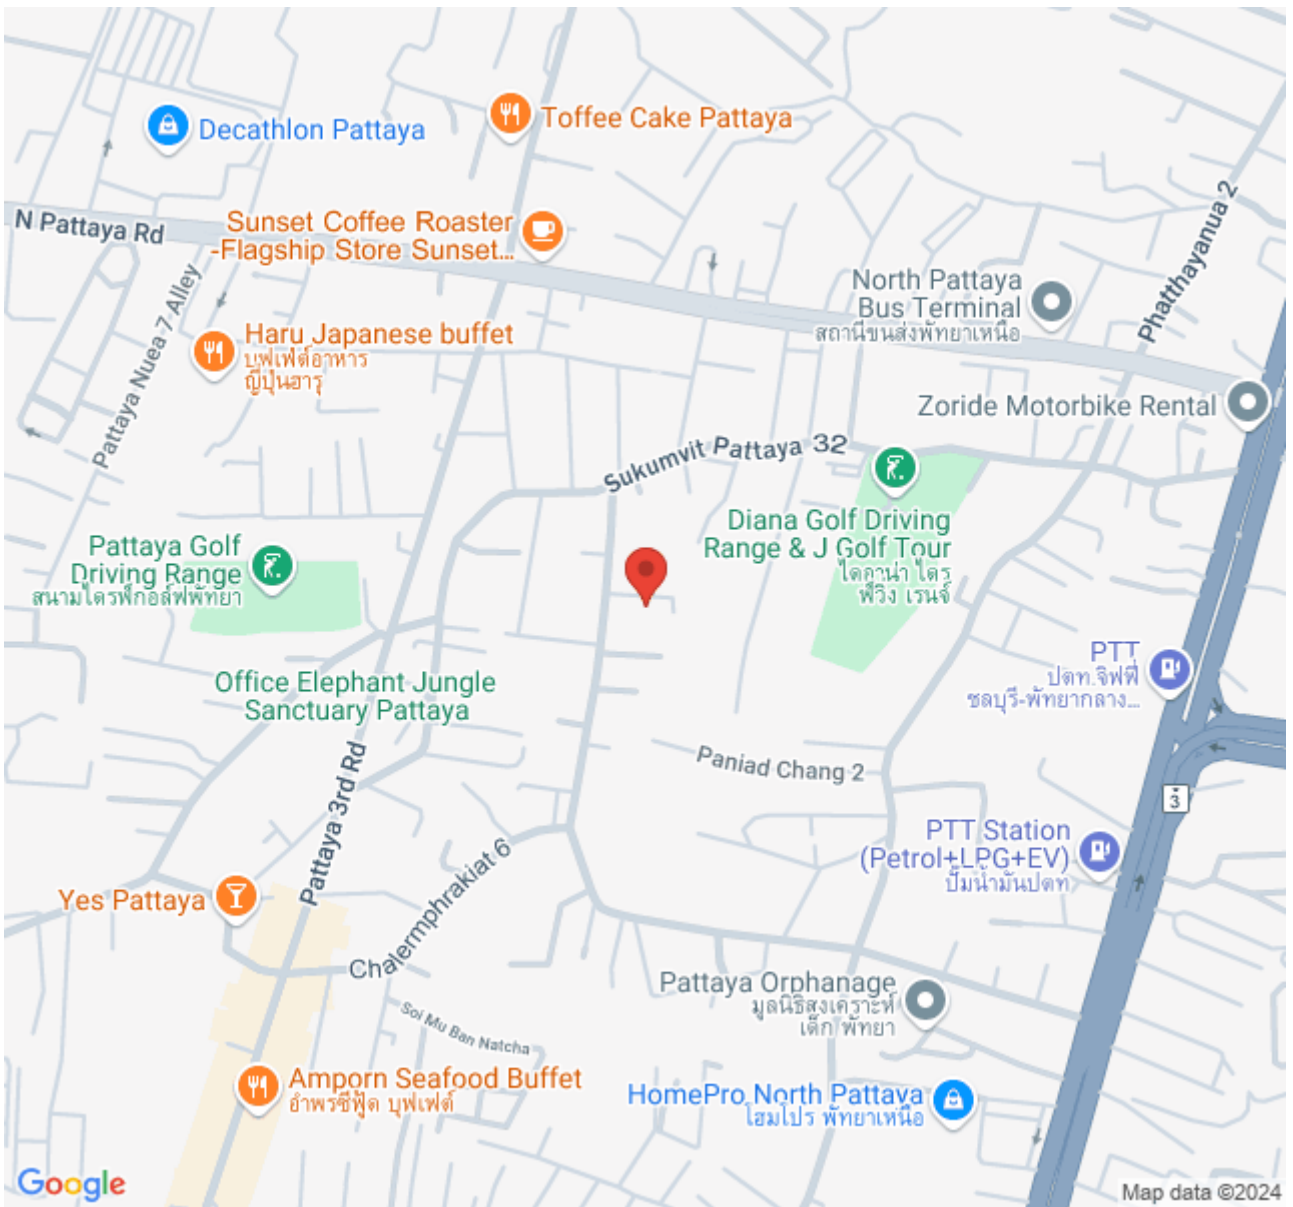 Toffee Cake Pattaya
Decathlon Pattaya
N Pattaya Rd
Sunset Coffee Roaster
-Flagship Store Sunset...
Phatthayanua 2
North Pattaya
Bus Terminal
สถานีขนส่งพัทยาเหนือ
Pattaya Nuea 7 Alley
Haru Japanese buffet
บุฟเฟ่ต์อาหาร
ญี่ปุ่นฮารุ
Zoride Motorbike Rental
Sukumvit Pattaya 32
Diana Golf Driving
Range & J Golf Tour
ไดอาน่า ไดร
ฟ์วิง เรนจ์
Pattaya Golf
Driving Range
สนามไดรฟ์กอล์ฟพัทยา
PTT
ปตท.จิฟฟี่
ชลบุรี-พัทยากลาง...
Office Elephant Jungle
Sanctuary Pattaya
Paniad Chang 2
Pattaya 3rd Rd
3
PTT Station
(Petrol+LPG+EV)
ปั๊มน้ำมันปตท
Chalermphrakiat 6
Yes Pattaya
Pattaya Orphanage
มูลนิธิสงเคราะห์
เด็ก พัทยา
Soi Mu Ban Natcha
Amporn Seafood Buffet
อำพรซีฟู้ด บุฟเฟ่ต์
HomePro North Pattaya
โฮมโปร พัทยาเหนือ
Google
Map data ©2024